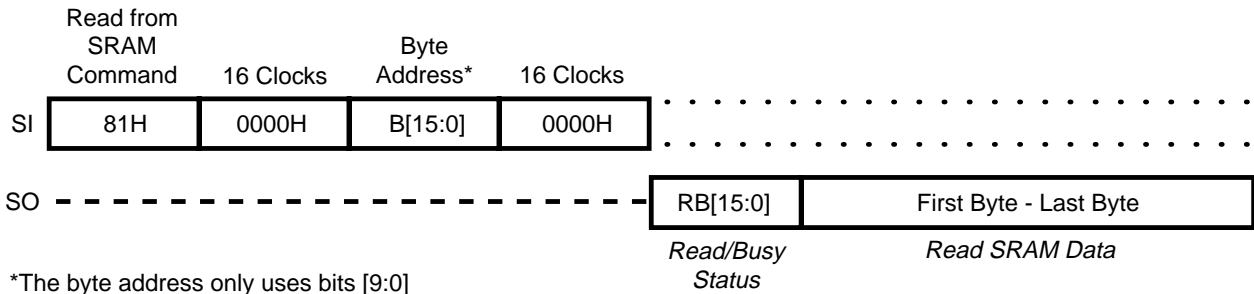 Read from
SRAM
Command
16 Clocks
Byte
Address*
16 Clocks
SI
81H
0000H
B[15:0]
0000H
SO
RB[15:0]
First Byte - Last Byte
Read/Busy
Status
Read SRAM Data
*The byte address only uses bits [9:0]